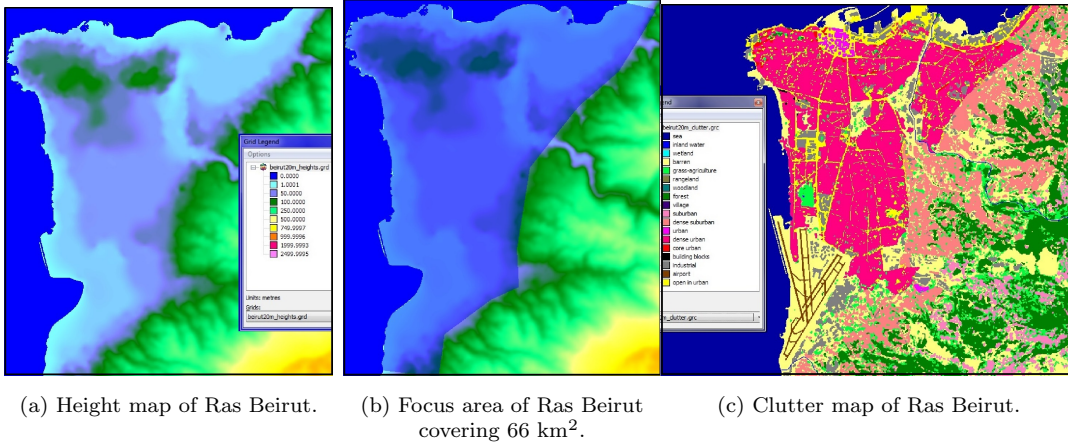 Grid Legend
Options
beirut20m_heights.grd
0.0000
1.0001
50.0000
100.0000
250.0000
500.0000
749.9997
999.9996
1999.9993
2499.9995
Units: metres
Grids:
beirut20m_heights.grd
end
beirut20m_clutter.grc
sea
inland water
wetland
barren
grass-agriculture
rangeland
woodland
forest
village
suburban
dense suburban
urban
dense urban
core urban
building blocks
industrial
airport
open in urban
m_clutter.grc
(a) Height map of Ras Beirut.
(b) Focus area of Ras Beirut
covering 66 km².
(c) Clutter map of Ras Beirut.